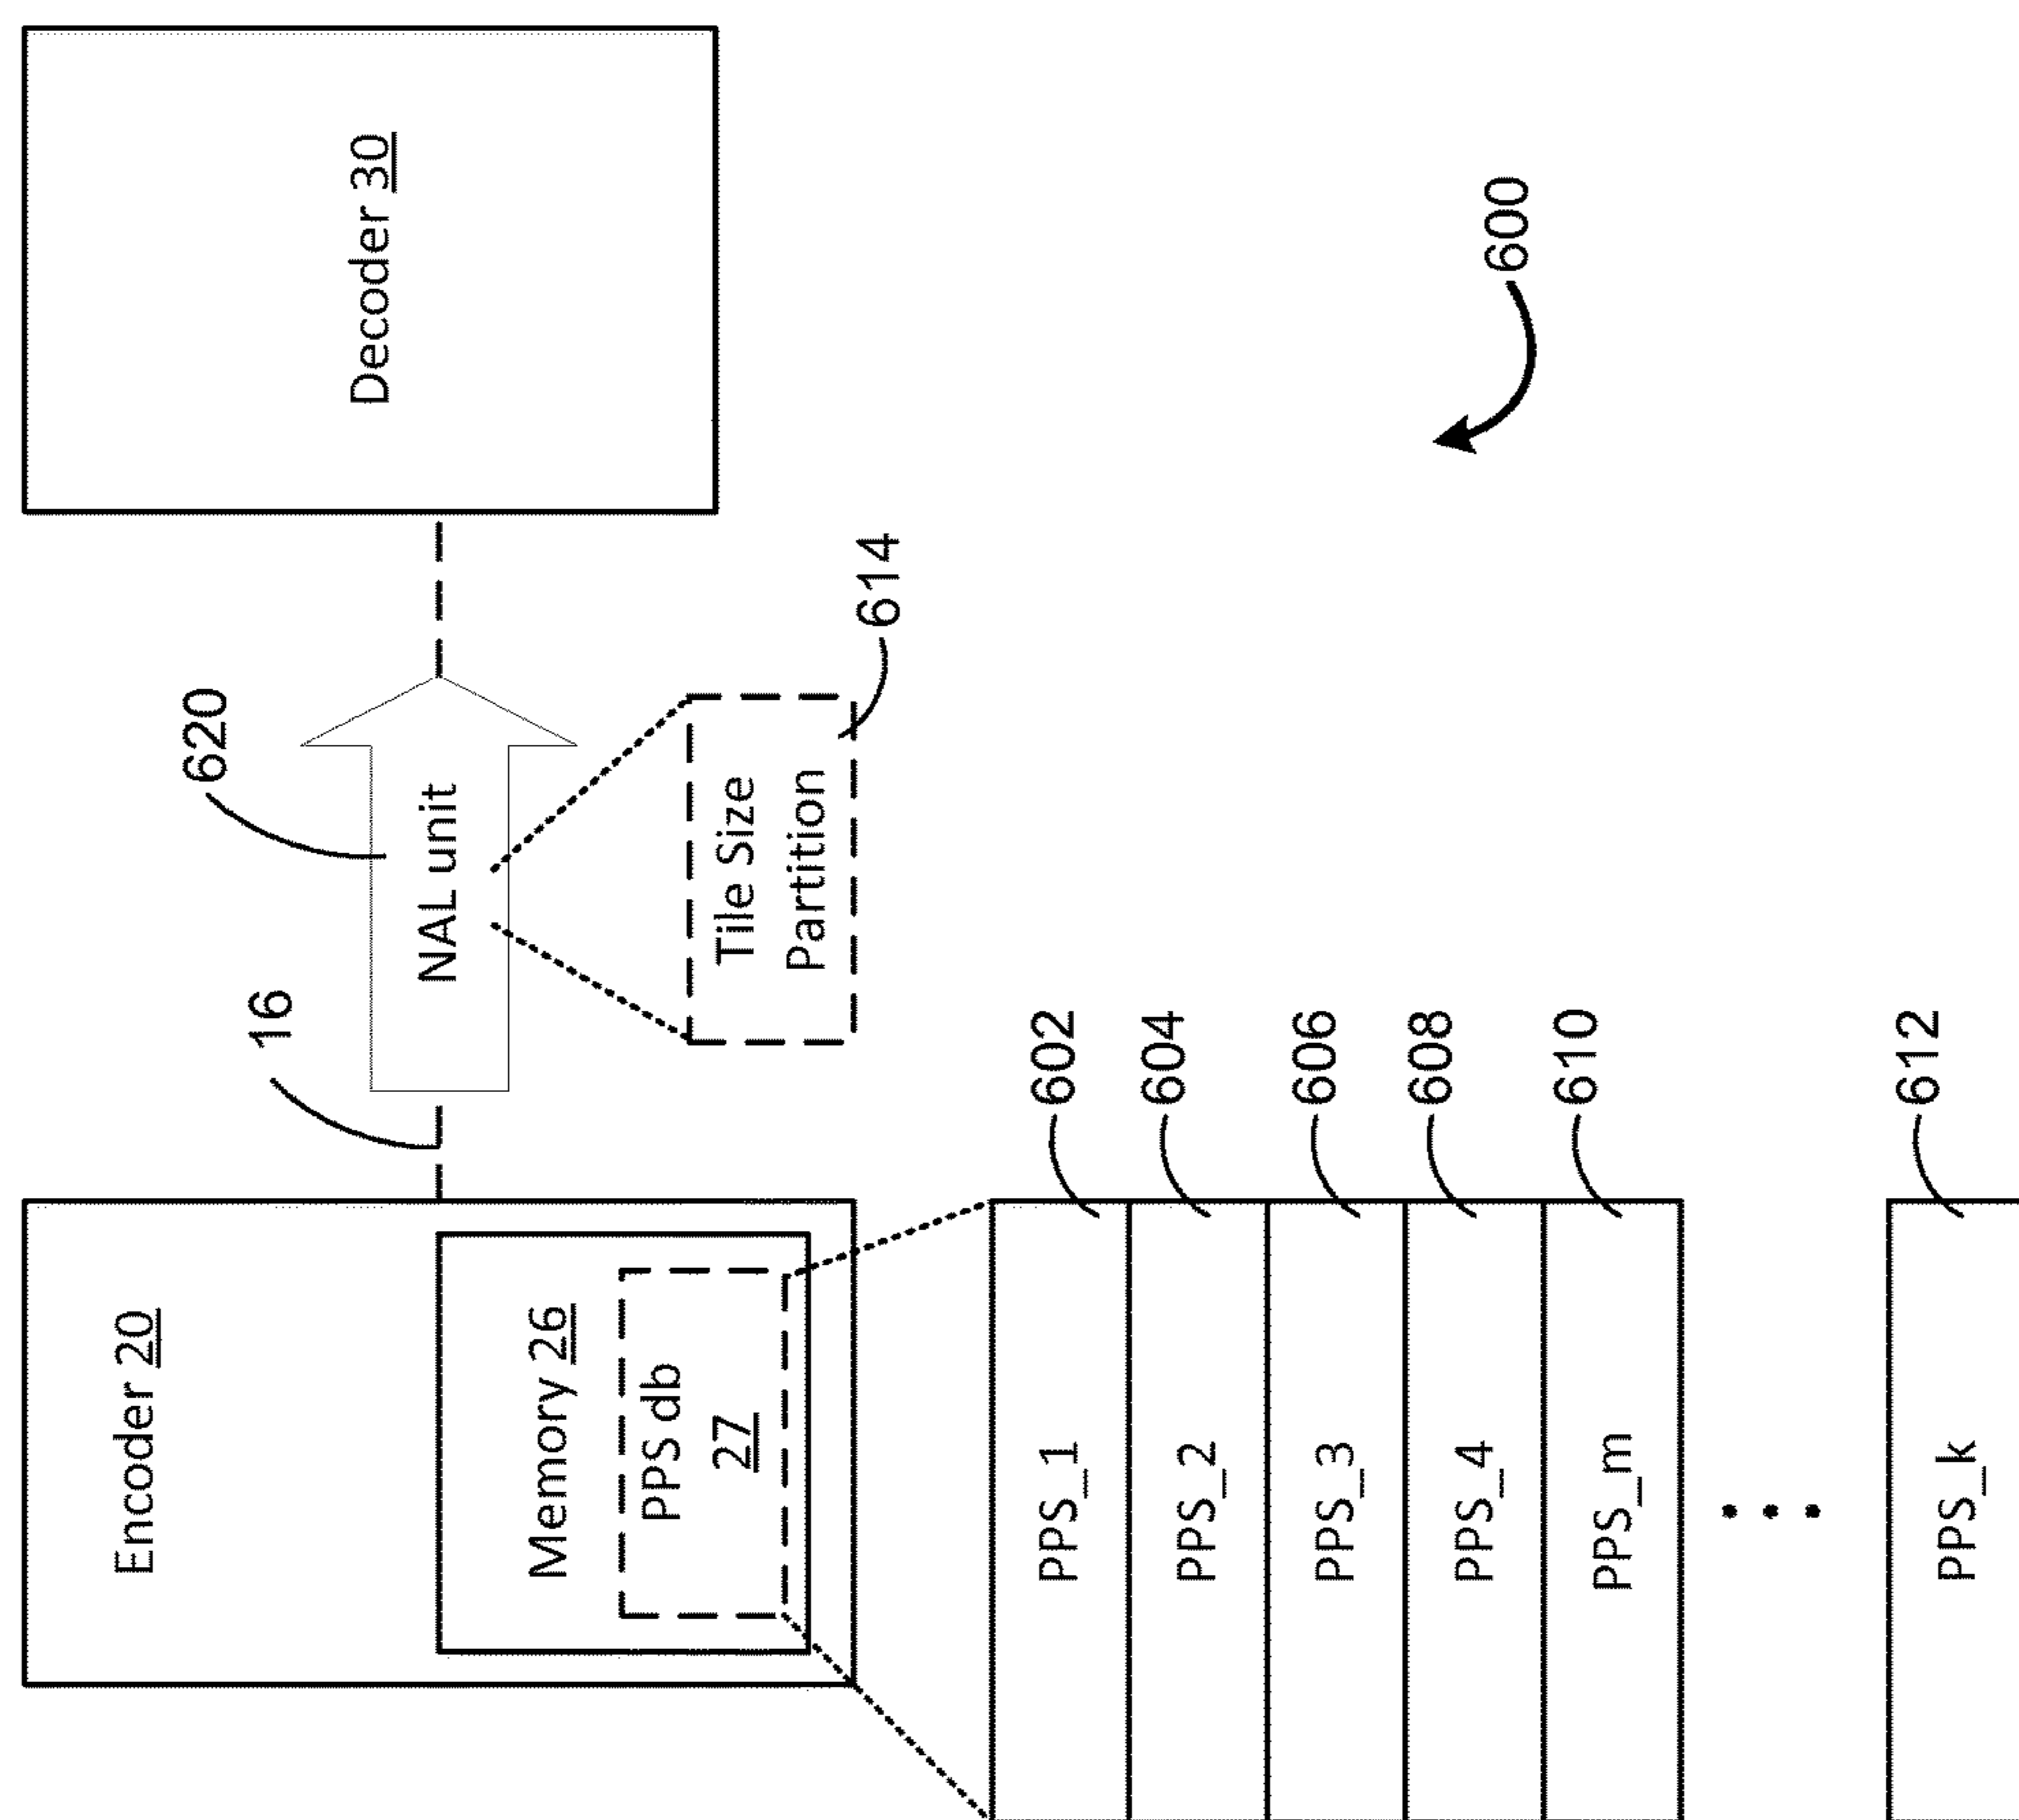 Encoder 20
Memory 26
PPS db
27
16
620
NAL unit
Tile Size
Partition
614
Decoder 30
PPS_1
602
PPS_2
604
PPS_3
606
PPS_4
608
PPS_m
610
PPS_k
612
600